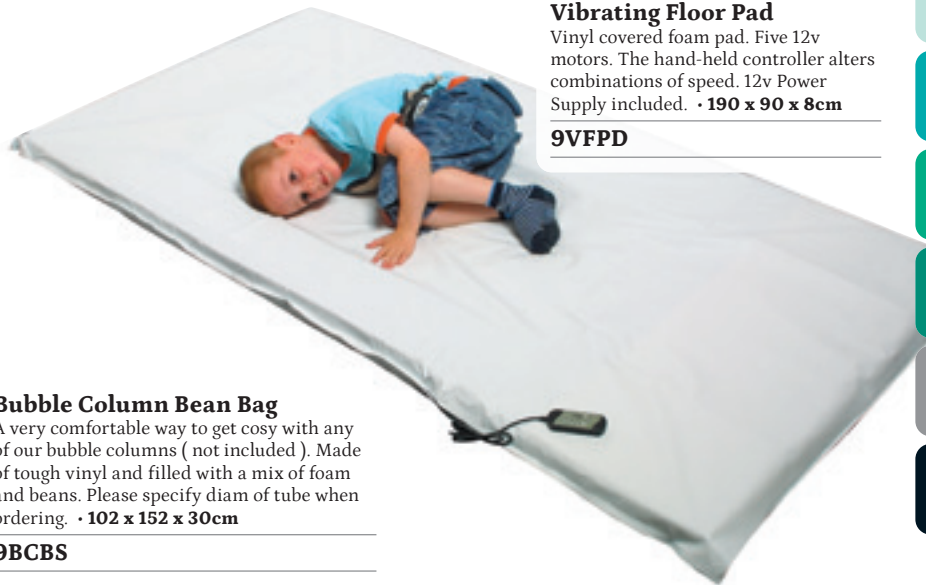 Vibrating Floor Pad
Vinyl covered foam pad. Five 12v
motors. The hand-held controller alters
combinations of speed. 12v Power
Supply included. • 190 x 90 x 8cm
9VFPD
Bubble Column Bean Bag
A very comfortable way to get cosy with any
of our bubble columns ( not included ). Made
of tough vinyl and filled with a mix of foam
and beans. Please specify diam of tube when
ordering. • 102 x 152 x 30cm
9BCBS